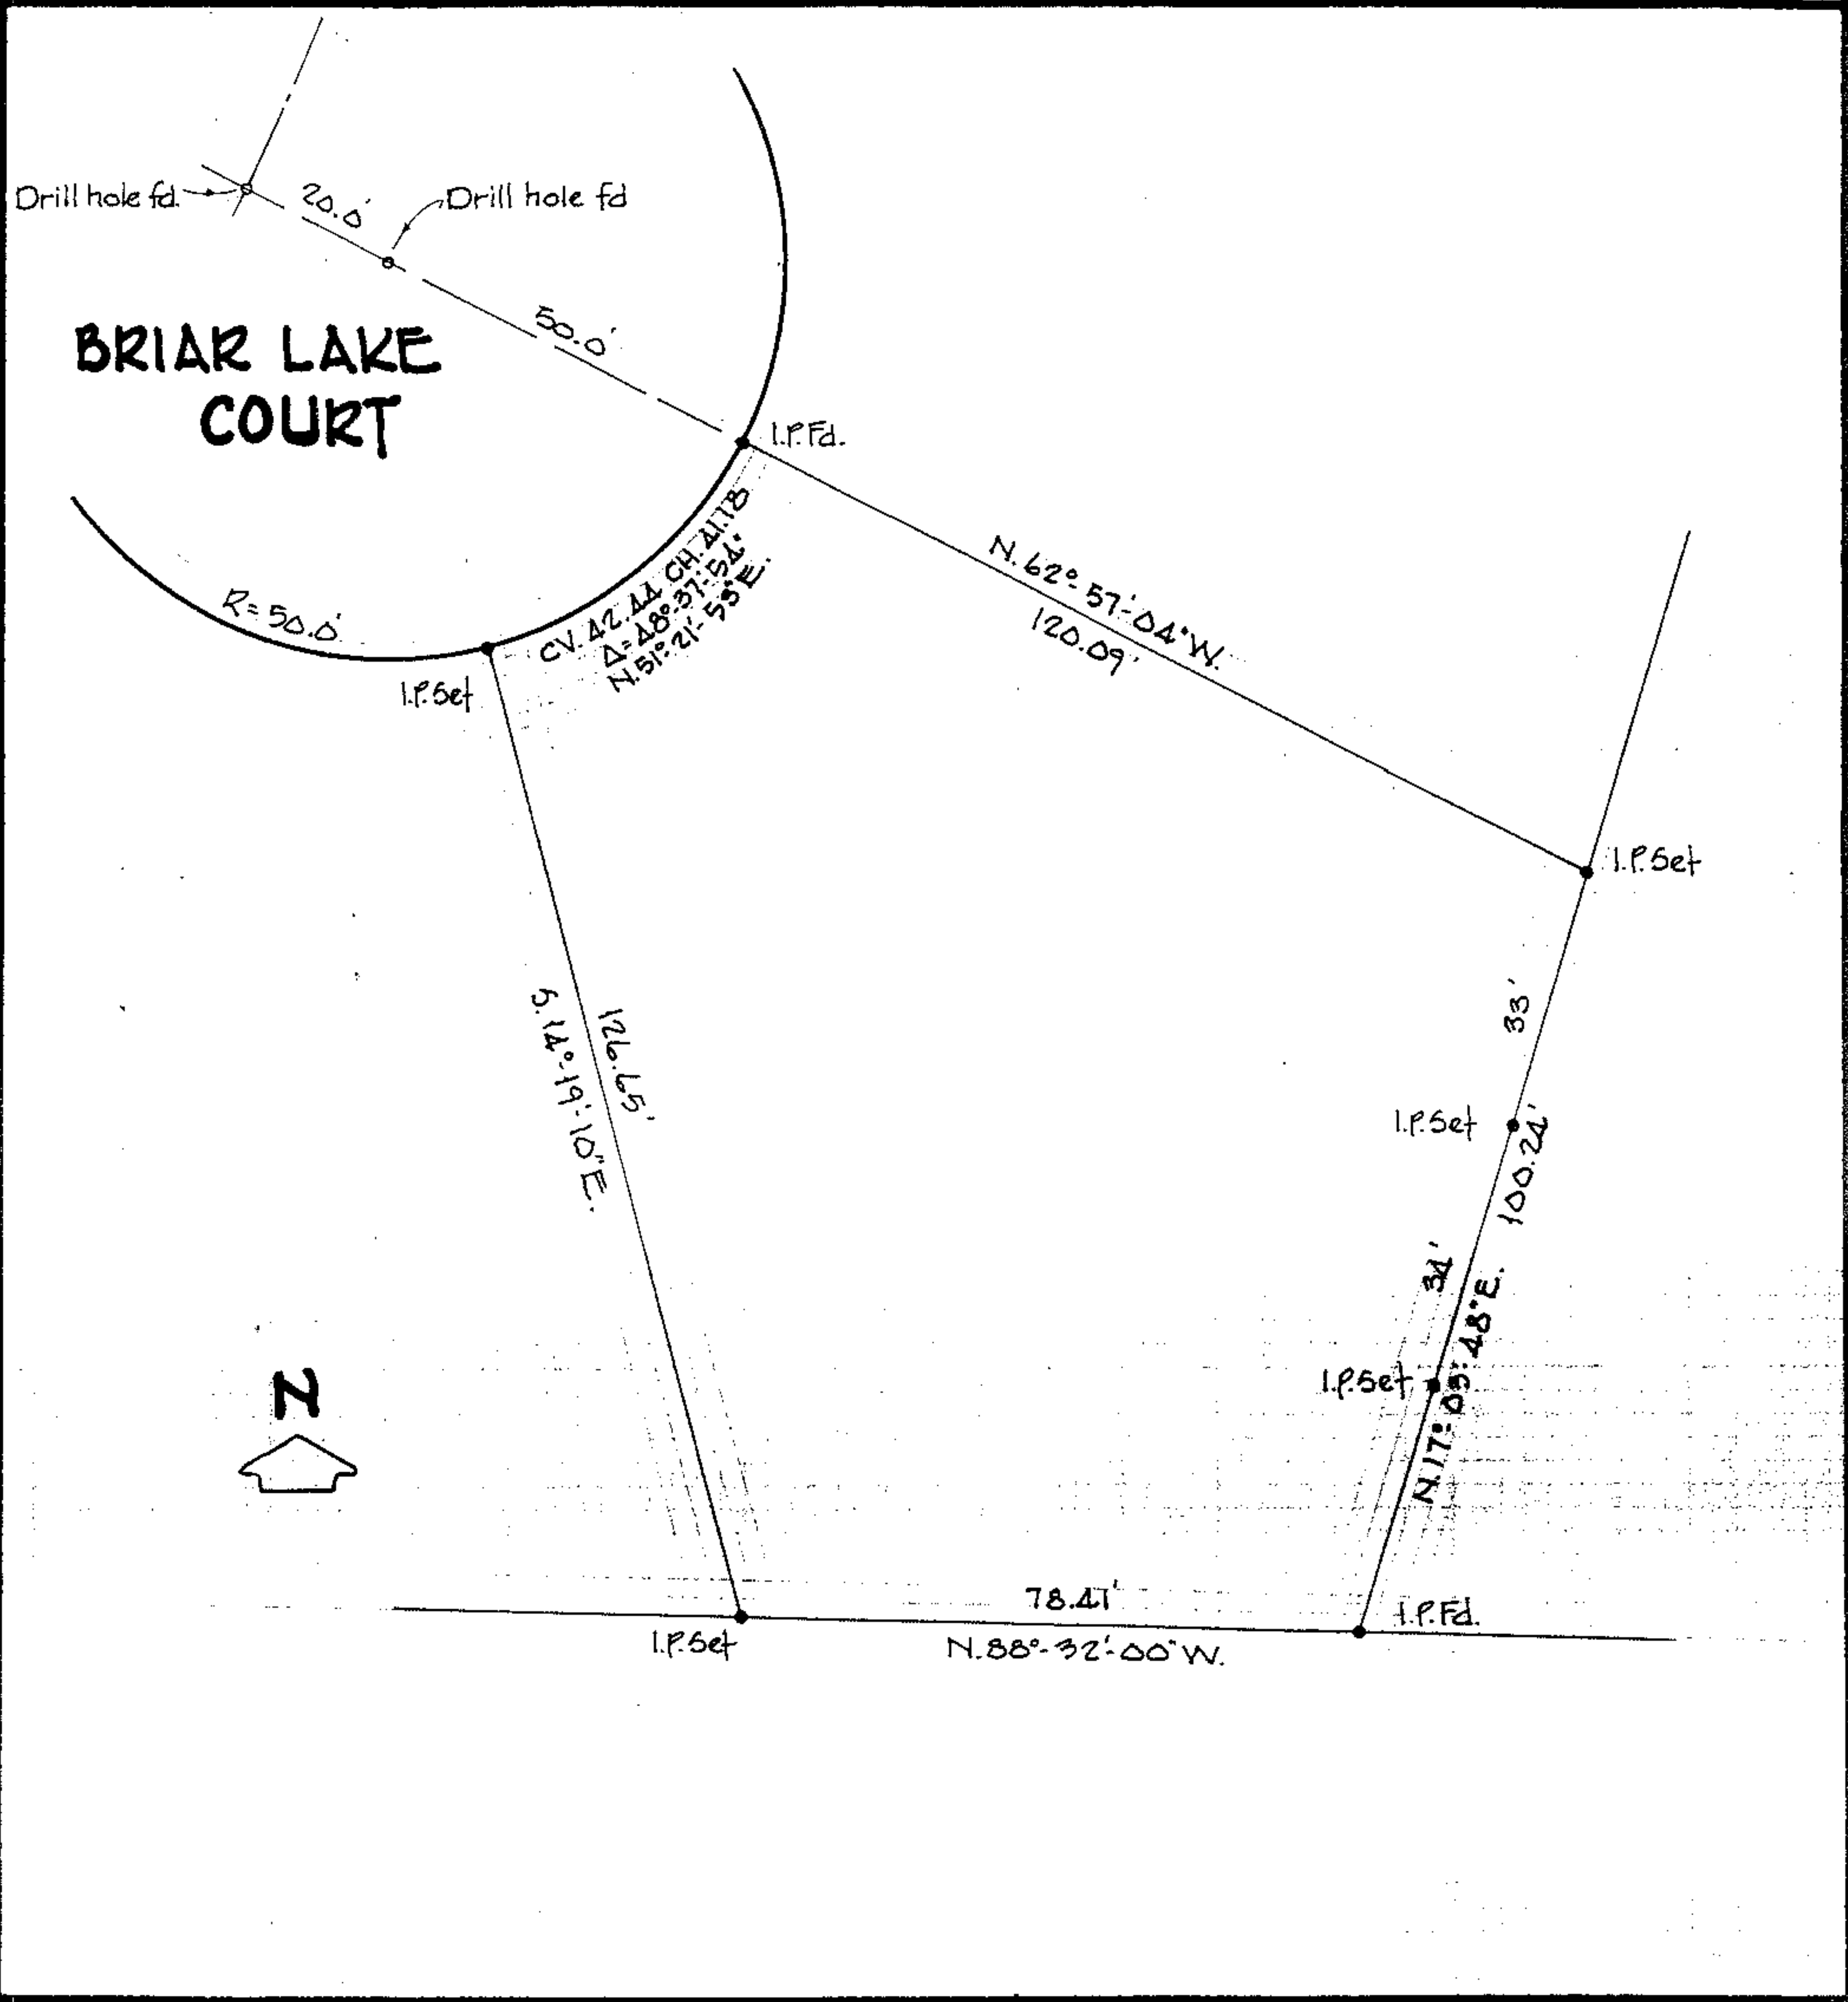 Drill hole fd.
20.0'
Drill hole fd
50.0'
BRIAR LAKE
COURT
I.P.Fd.
R=50.0'
CV. 42.44 CH. 41.18
Δ=48°-37'-54"
N.51°-21'-53"E.
I.P.Set
N.62°-57'-04"W.
120.09'
I.P.Set
33'
126.65'
S.14°-19'-10"E.
I.P.Set
100.24'
34'
I.P.Set
N.17°-05'-48"E.
N
78.47'
I.P.Fd.
I.P.Set
N.88°-32'-00"W.